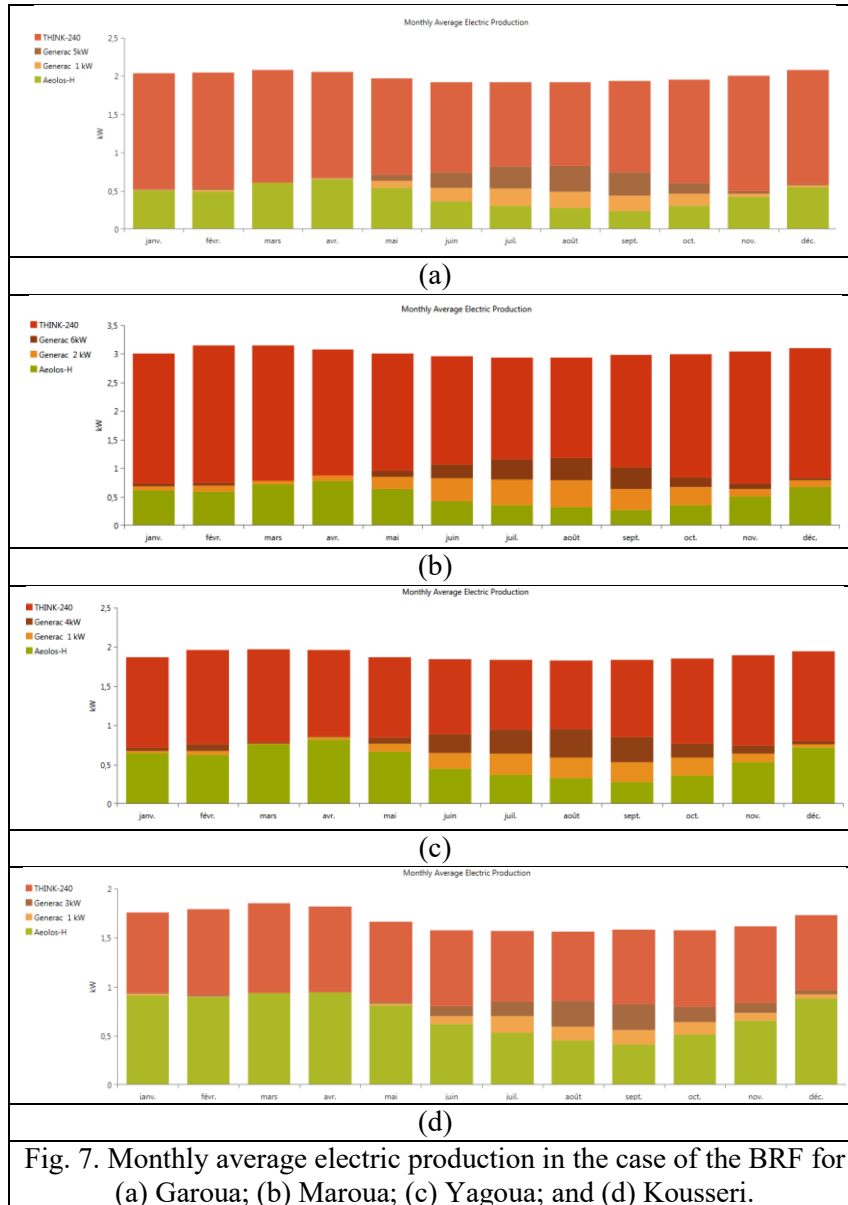 Monthly Average Electric Production
THINK-240
Generac 5kW
Generac 1 kW
Aeolos-H
2,5
2
1,5
1
0,5
0
kW
janv. févr. mars avr. mai juin juil. août sept. oct. nov. déc.
(a)
Monthly Average Electric Production
THINK-240
Generac 6kW
Generac 2 kW
Aeolos-H
3,5
3
2,5
2
1,5
1
0,5
0
kW
janv. févr. mars avr. mai juin juil. août sept. oct. nov. déc.
(b)
Monthly Average Electric Production
THINK-240
Generac 4kW
Generac 1 kW
Aeolos-H
2,5
2
1,5
1
0,5
0
kW
janv. févr. mars avr. mai juin juil. août sept. oct. nov. déc.
(c)
Monthly Average Electric Production
THINK-240
Generac 3kW
Generac 1 kW
Aeolos-H
2
1,5
1
0,5
0
kW
janv. févr. mars avr. mai juin juil. août sept. oct. nov. déc.
(d)
Fig. 7. Monthly average electric production in the case of the BRF for
(a) Garoua; (b) Maroua; (c) Yagoua; and (d) Kousseri.